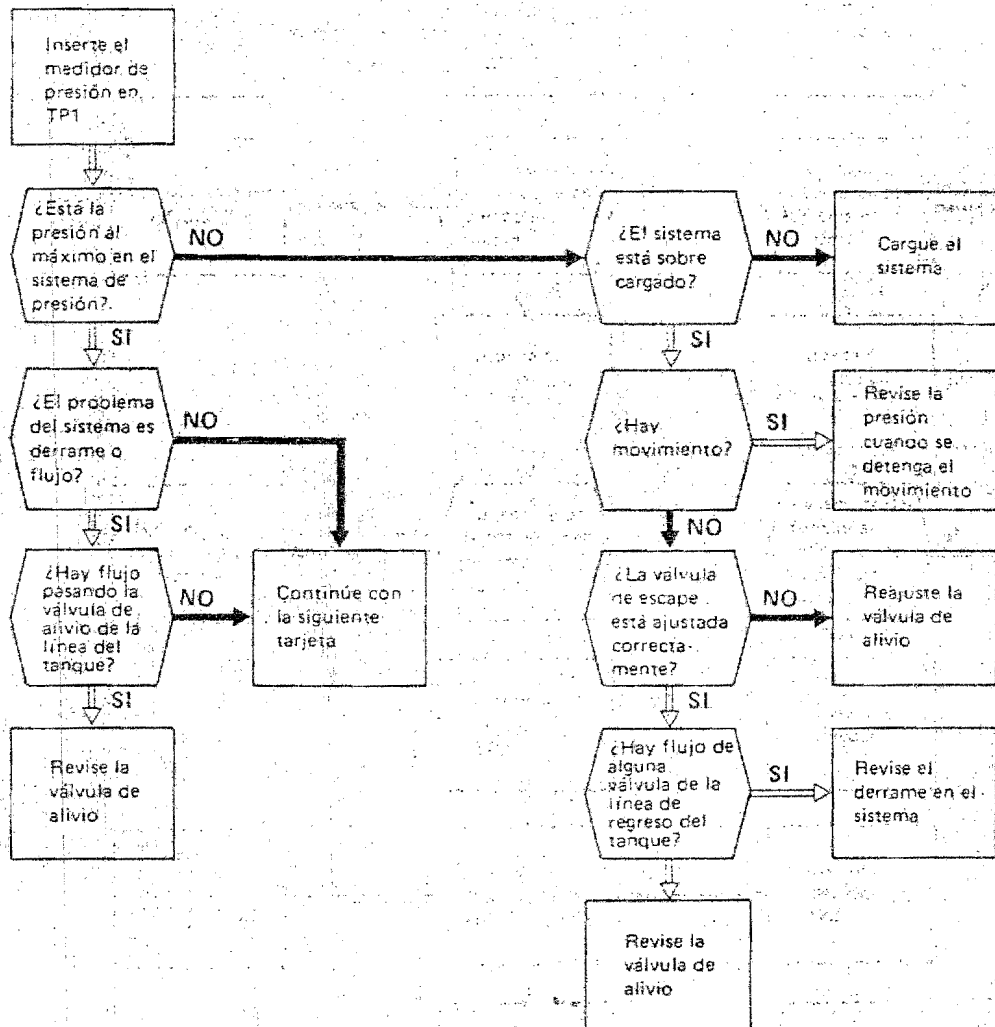 Inserte el
medidor de
presión en
TP1
¿Está la
presión al
máximo en el
sistema de
presión?.
NO
¿El sistema
está sobre
cargado?
NO
Cargue el
sistema
SI
SI
¿El problema
del sistema es
derrame o
flujo?
NO
¿Hay
movimiento?
SI
Revise la
presión
cuando se
detenga el
movimiento
SI
NO
¿Hay flujo
pasando la
válvula de
alivio de la
línea del
tanque?
NO
Continúe con
la siguiente
tarjeta
¿La válvula
de escape
está ajustada
correcta-
mente?
NO
Reajuste la
válvula de
alivio
SI
SI
Revise la
válvula de
alivio
¿Hay flujo de
alguna
válvula de la
línea de
regreso del
tanque?
SI
Revise el
derrame en el
sistema
Revise la
válvula de
alivio